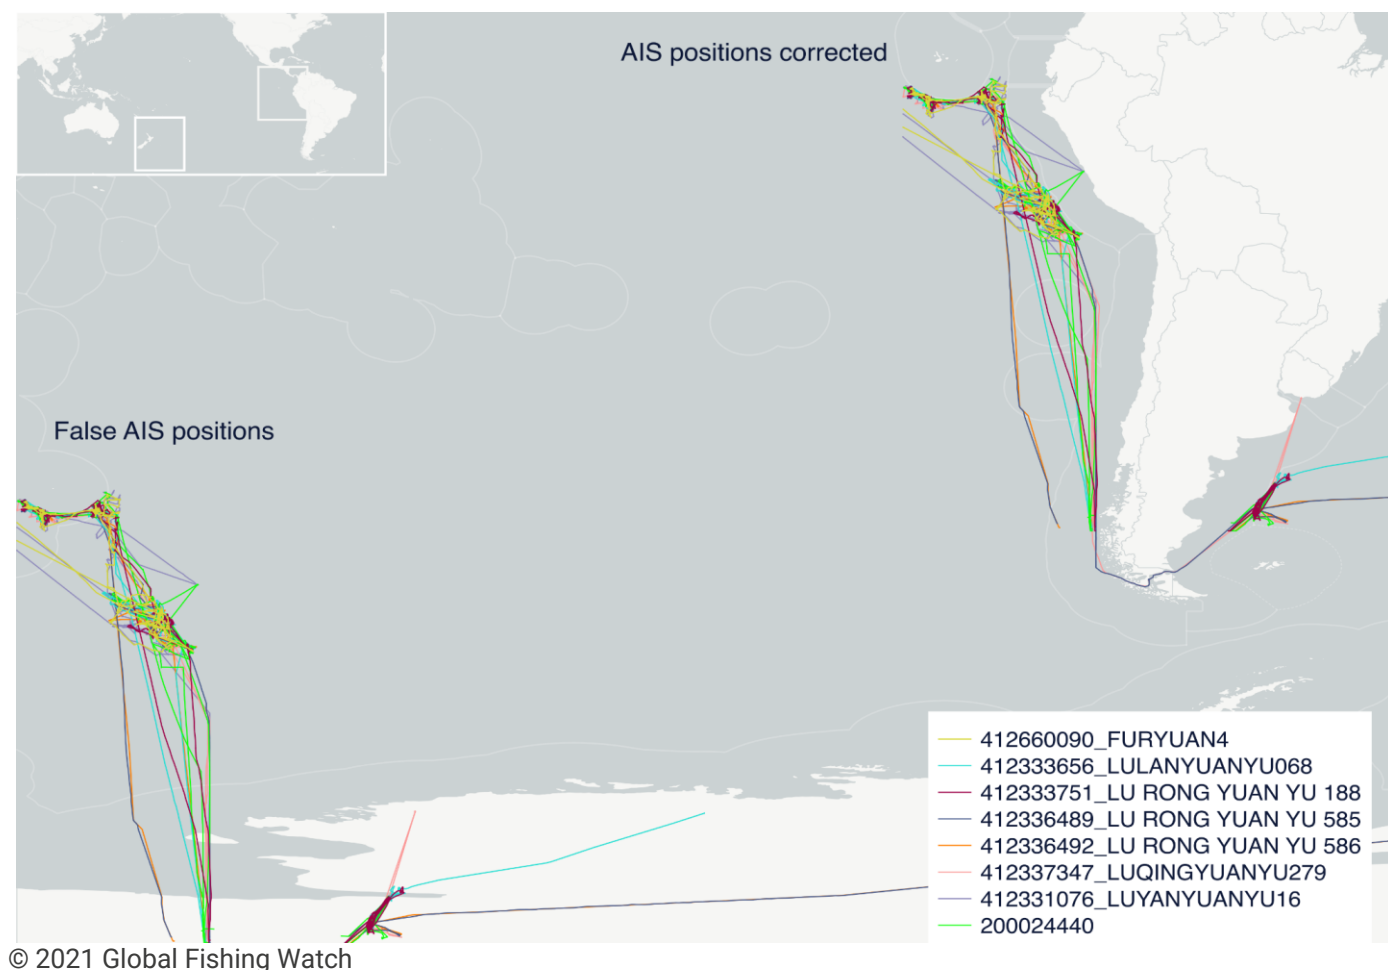 AIS positions corrected
False AIS positions
412660090_FURYUAN4
412333656_LULANYUANYU068
412333751_LU RONG YUAN YU 188
412336489_LU RONG YUAN YU 585
412336492_LU RONG YUAN YU 586
412337347_LUQINGYUANYU279
412331076_LUYANYUANYU16
200024440
© 2021 Global Fishing Watch